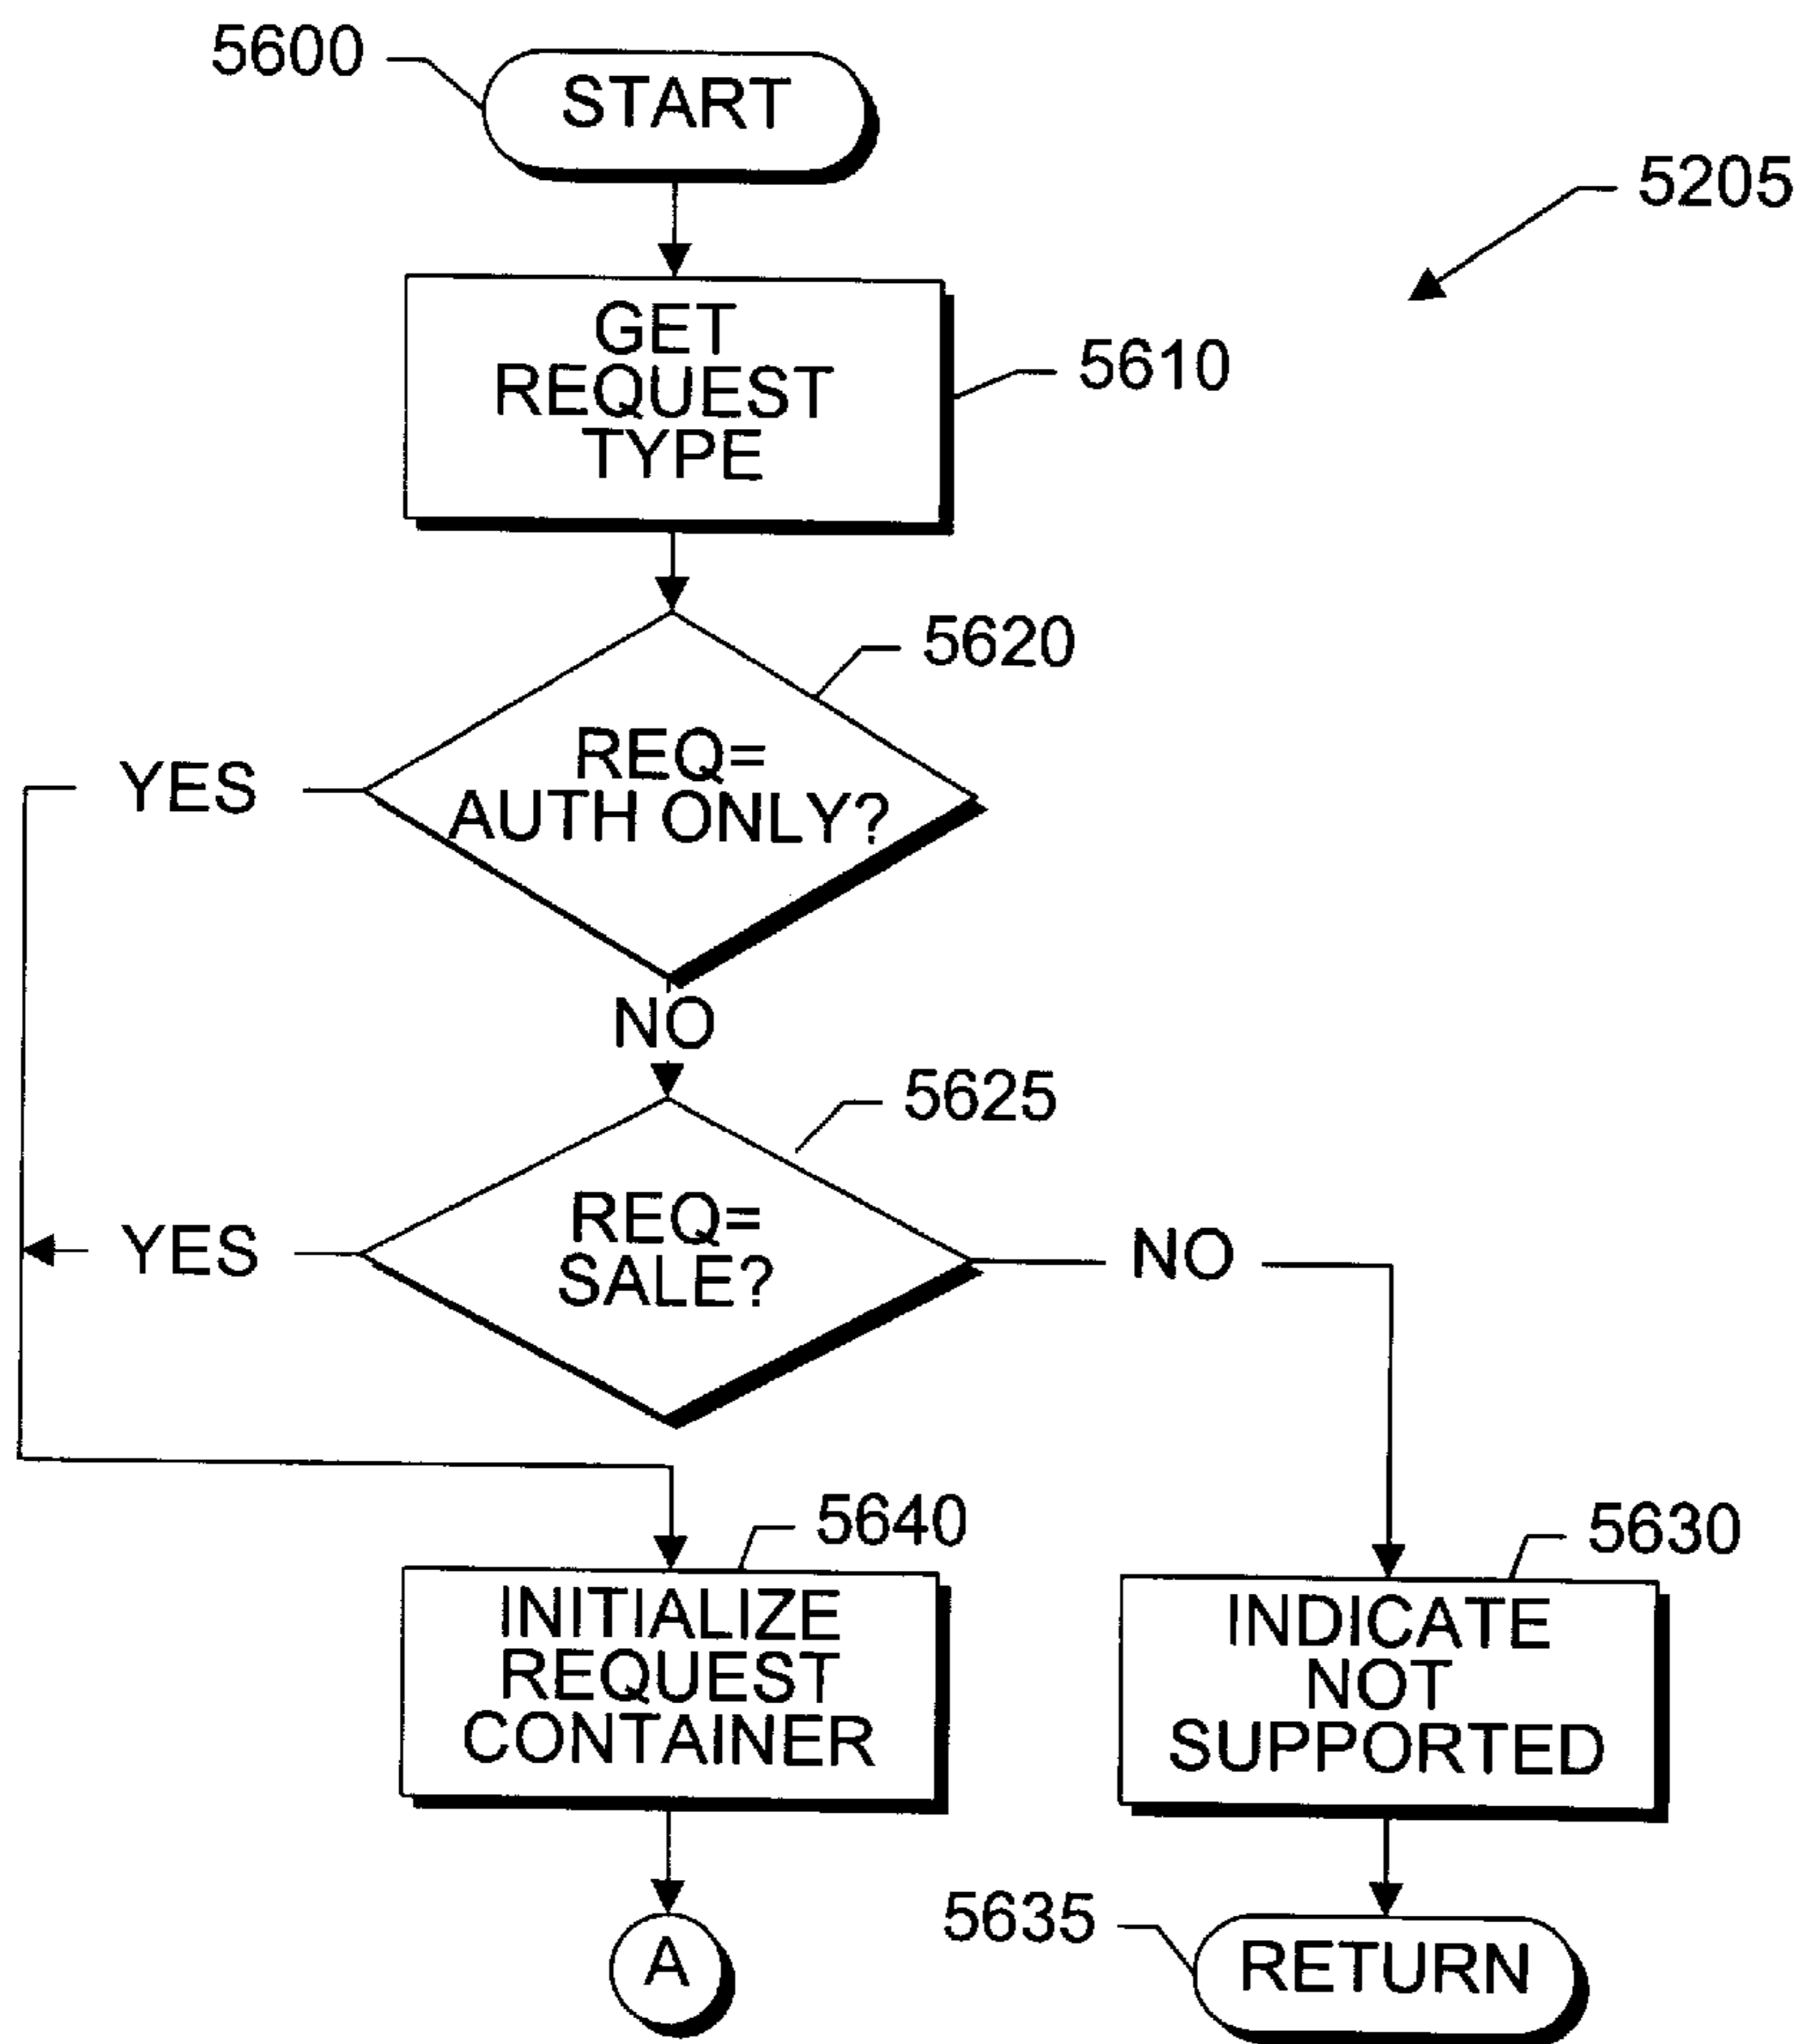 5600
START
5205
GET
REQUEST
TYPE
5610
5620
REQ=
AUTH ONLY?
YES
NO
5625
REQ=
SALE?
YES
NO
5640
INITIALIZE
REQUEST
CONTAINER
5630
INDICATE
NOT
SUPPORTED
A
5635
RETURN